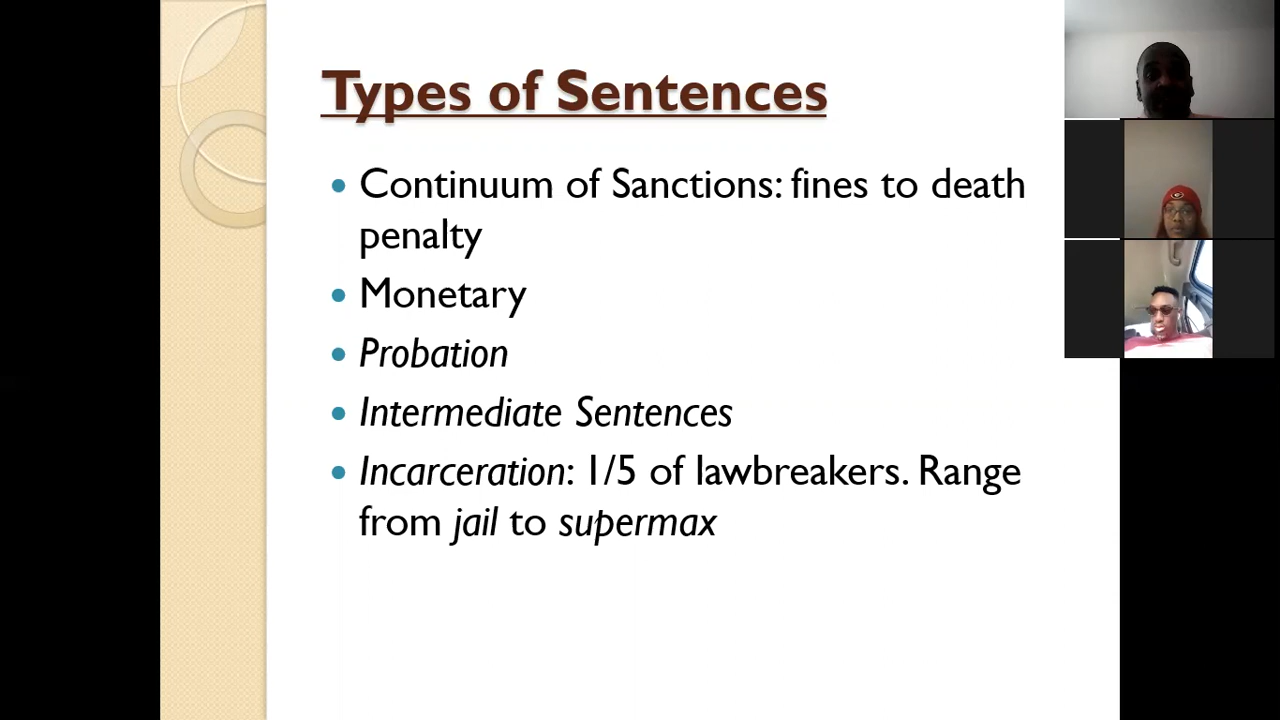 Types of Sentences
Continuum of Sanctions: fines to death
penalty
Monetary
Probation
Intermediate Sentences
Incarceration: 1/5 of lawbreakers. Range
from jail to supermax